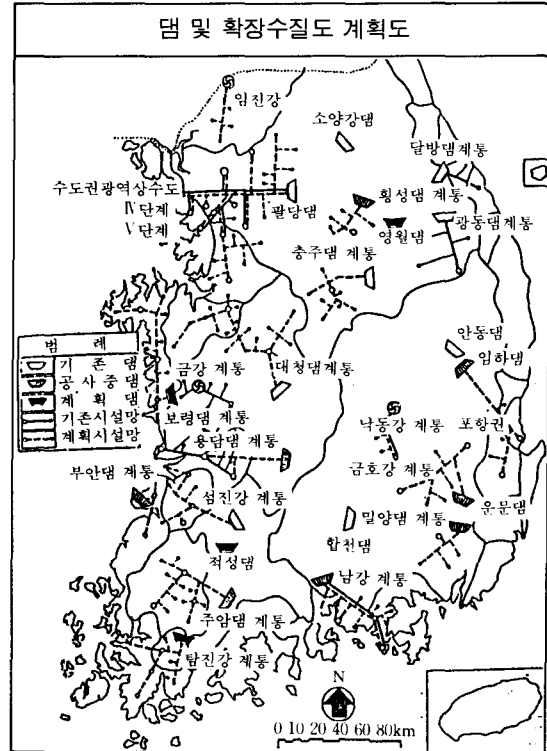 댐 및 확장수질도 계획도
임진강
소양강댐
달방댐계통
수도권광역상수도
횡성댐 계통
Ⅳ단계
팔당댐
광동댐계통
Ⅴ단계
영월댐
충주댐 계통
안동댐
임하댐
범 례
기 존 댐
공 사 중 댐
계 획 댐
기존시설망
계획시설망
금강 계통
대청댐계통
보령댐 계통
낙동강 계통
포항권
용담댐 계통
금호강 계통
부안댐 계통
섬진강 계통
운문댐
밀양댐 계통
합천댐
적성댐
남강 계통
주암댐 계통
탐진강 계통
N
0 10 20 40 60 80km